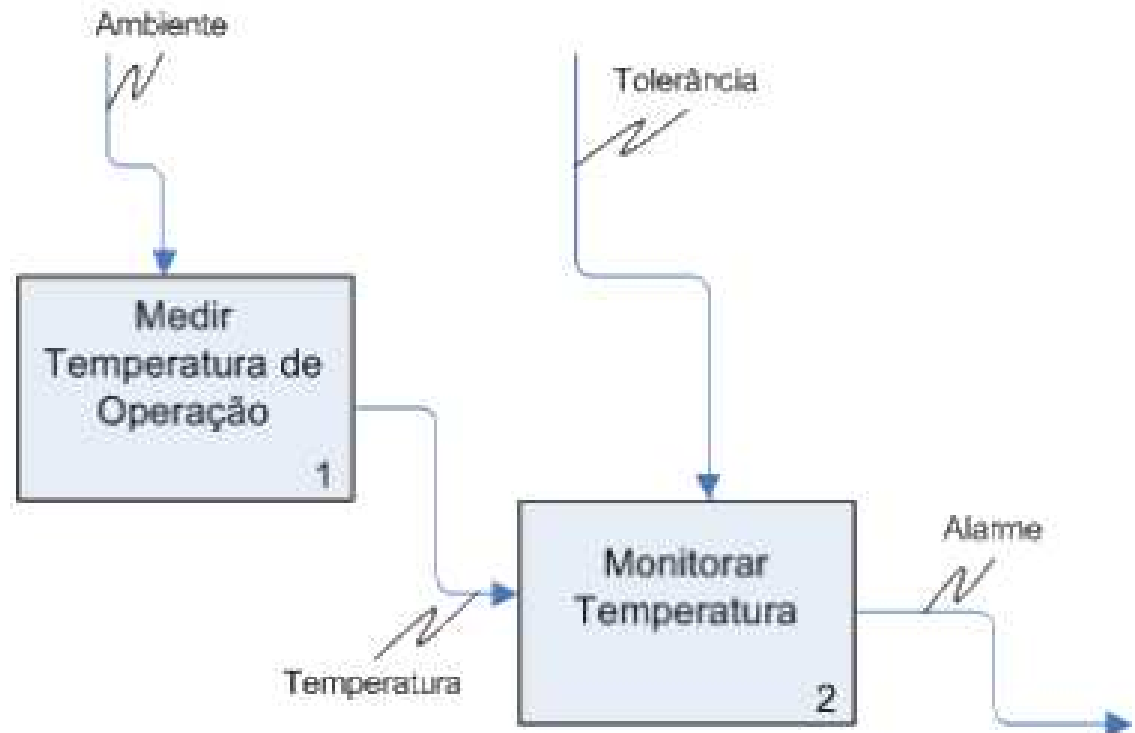 Ambiente
Tolerância
Medir
Temperatura de
Operação
1
Monitorar
Temperatura
2
Alarme
Temperatura